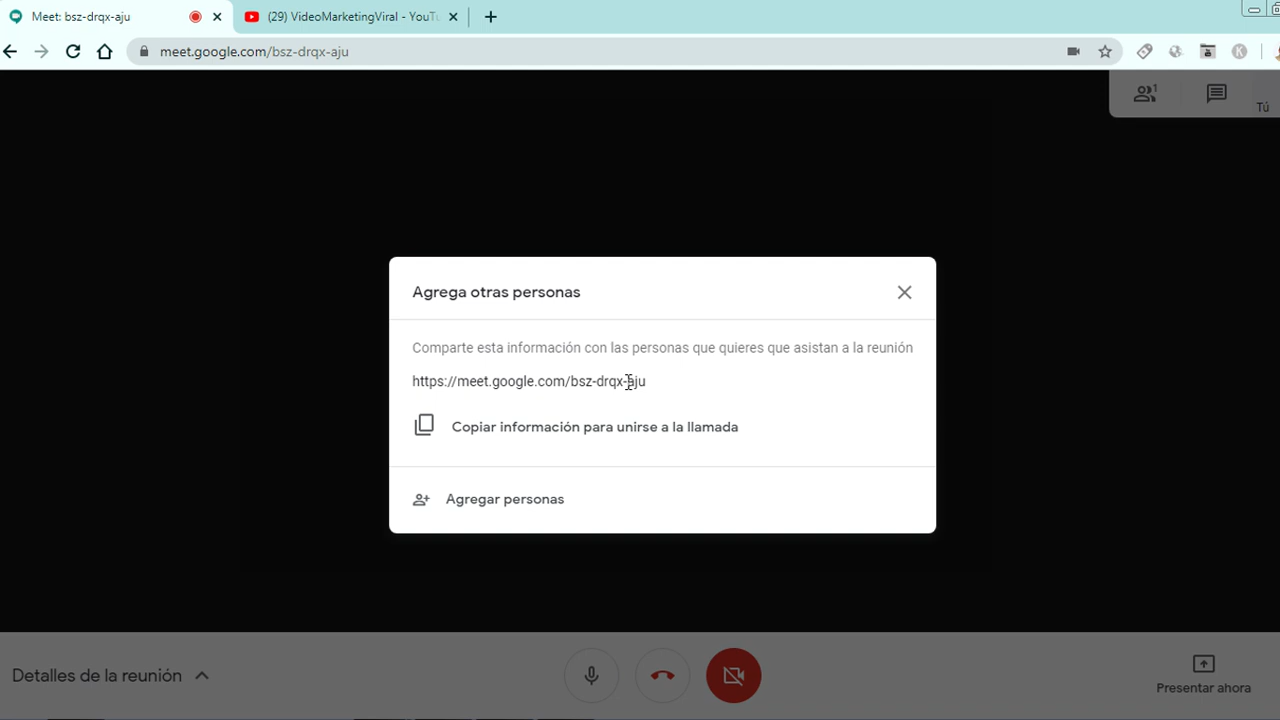 Meet: bsz-drqx-aju
(29) VideoMarketingViral - YouTu
meet.google.com/bsz-drqx-aju
1
Tú
Agrega otras personas
Comparte esta información con las personas que quieres que asistan a la reunión
https://meet.google.com/bsz-drqx-aju
Copiar información para unirse a la llamada
Agregar personas
Detalles de la reunión
Presentar ahora